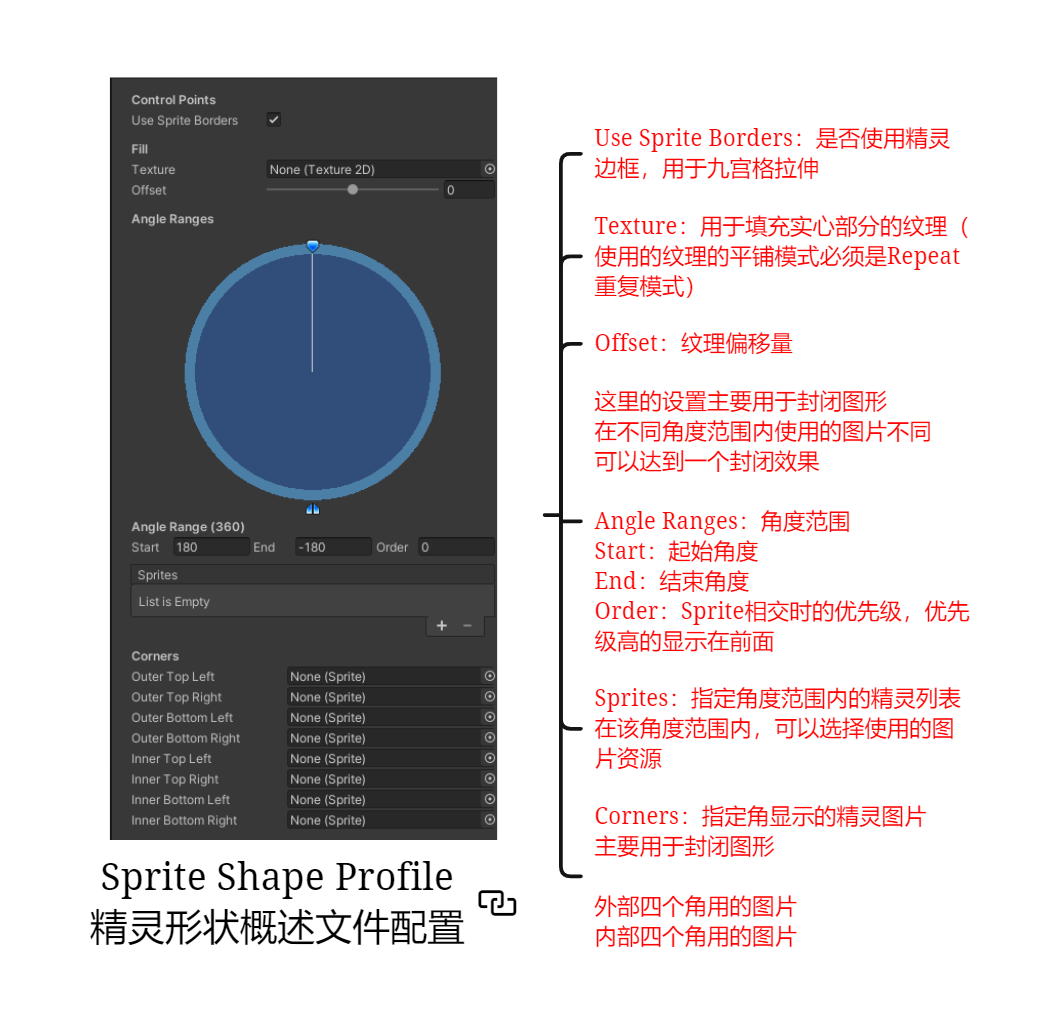 Control Points
Use Sprite Borders
Fill
Texture None (Texture 2D)
Offset 0
Angle Ranges
Angle Range (360)
Start 180 End -180 Order 0
Sprites
List is Empty
Corners
Outer Top Left None (Sprite)
Outer Top Right None (Sprite)
Outer Bottom Left None (Sprite)
Outer Bottom Right None (Sprite)
Inner Top Left None (Sprite)
Inner Top Right None (Sprite)
Inner Bottom Left None (Sprite)
Inner Bottom Right None (Sprite)
Sprite Shape Profile
精灵形状概述文件配置
Use Sprite Borders：是否使用精灵
边框，用于九宫格拉伸
Texture：用于填充实心部分的纹理（
使用的纹理的平铺模式必须是Repeat
重复模式）
Offset：纹理偏移量
这里的设置主要用于封闭图形
在不同角度范围内使用的图片不同
可以达到一个封闭效果
Angle Ranges：角度范围
Start：起始角度
End：结束角度
Order：Sprite相交时的优先级，优先
级高的显示在前面
Sprites：指定角度范围内的精灵列表
在该角度范围内，可以选择使用的图
片资源
Corners：指定角显示的精灵图片
主要用于封闭图形
外部四个角用的图片
内部四个角用的图片